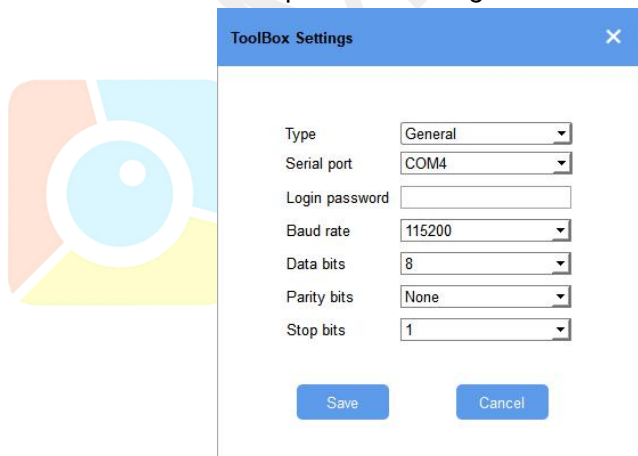 ToolBox Settings
Type General
Serial port COM4
Login password
Baud rate 115200
Data bits 8
Parity bits None
Stop bits 1
Save Cancel